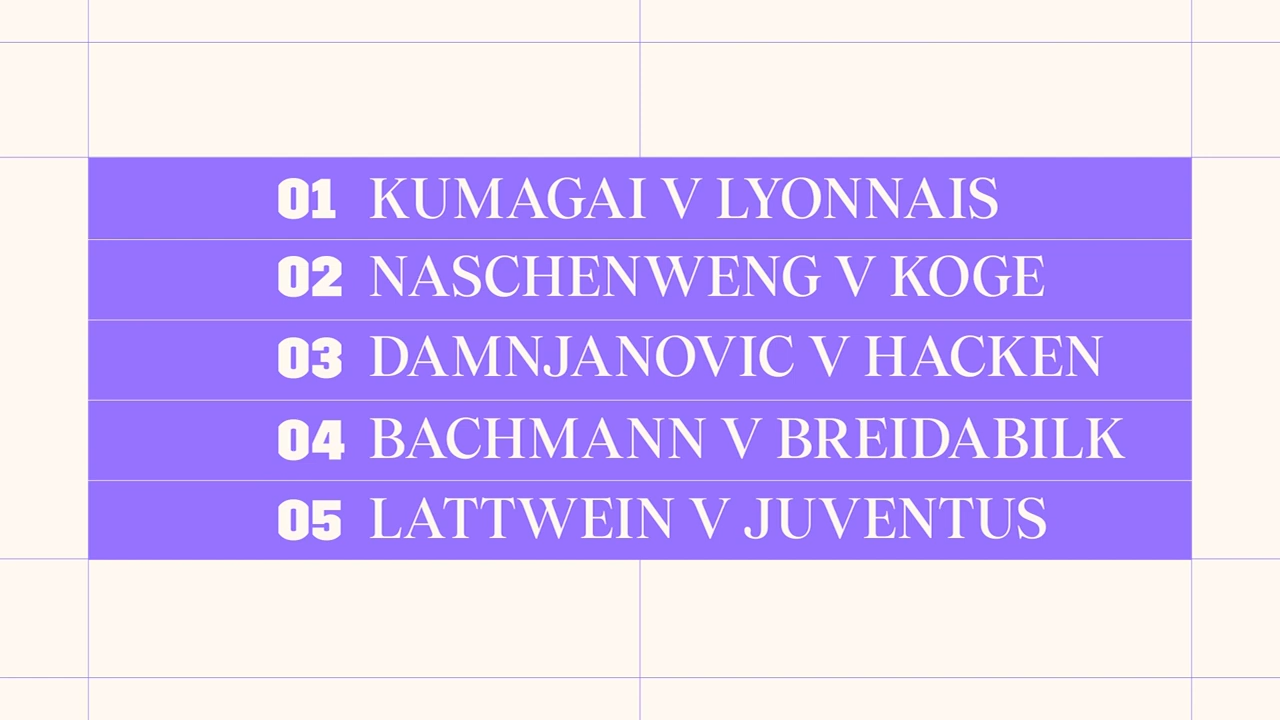 01 KUMAGAI V LYONNAIS
02 NASCHENWENG V KOGE
03 DAMNJANOVIC V HACKEN
04 BACHMANN V BREIDABILK
05 LATTWEIN V JUVENTUS